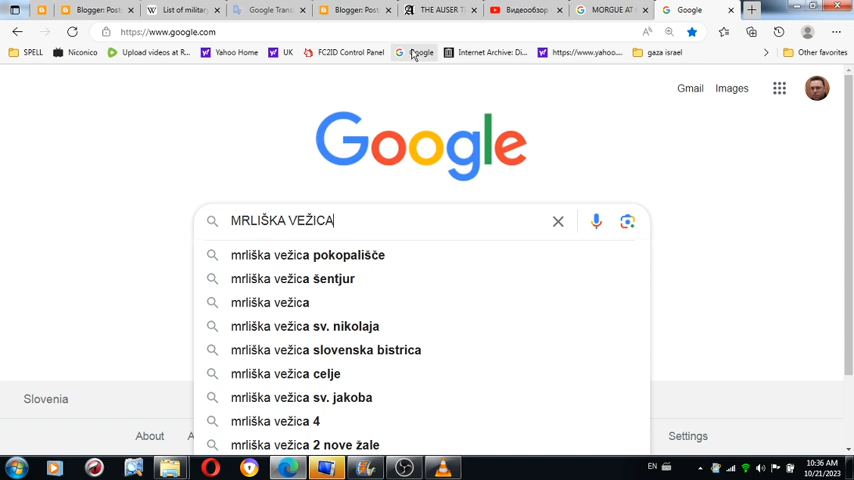 Blogger: Post
List of military
Google Tran
Blogger: Post
THE AUSER T
Видеообзор
MORGUE AT
Google
https://www.google.com
SPELL
Niconico
Upload videos at R...
Yahoo Home
UK
FC2ID Control Panel
Google
Internet Archive: Di...
https://www.yahoo....
gaza israel
Other favorites
Gmail
Images
Google
MRLIŠKA VEŽICA
mrliška vežica pokopališče
mrliška vežica šentjur
mrliška vežica
mrliška vežica sv. nikolaja
mrliška vežica slovenska bistrica
mrliška vežica celje
mrliška vežica sv. jakoba
mrliška vežica 4
mrliška vežica 2 nove žale
Slovenia
About
A
Settings
EN
10:36 AM
10/21/2023